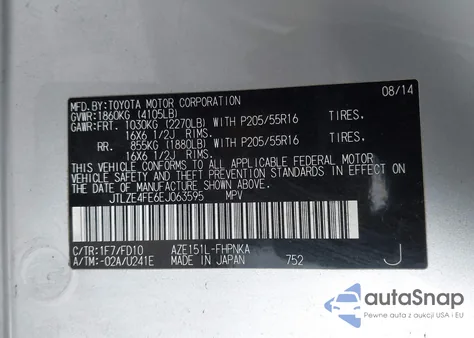 MFD.BY:TOYOTA MOTOR CORPORATION 08/14
GVWR:1860KG (4105LB)
GAWR:FRT. 1030KG (2270LB) WITH P205/55R16 TIRES.
16X6 1/2J RIMS.
RR. 855KG (1880LB) WITH P205/55R16 TIRES.
16X6 1/2J RIMS.
THIS VEHICLE CONFORMS TO ALL APPLICABLE FEDERAL MOTOR
VEHICLE SAFETY, BUMPER, AND THEFT PREVENTION STANDARDS IN EFFECT ON
THE DATE OF MANUFACTURE SHOWN ABOVE.
JTLZE4FE6EJ063595 MPV
C/TR:1F7/FD10 AZE151L-FHPNKA J
A/TM:-02A/U241E MADE IN JAPAN 752
autaSnap
Pewne auta z aukcji USA i EU